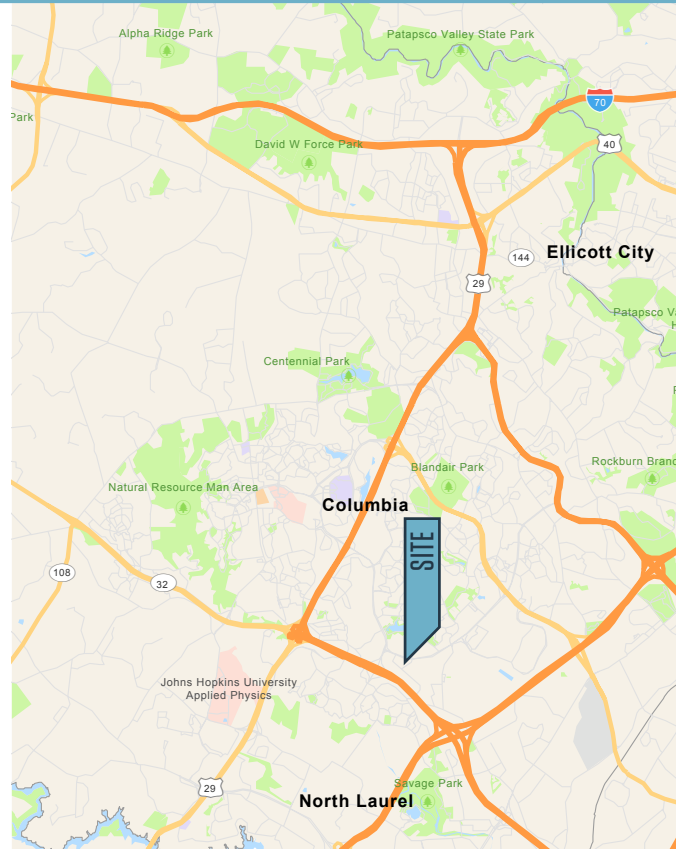 Alpha Ridge Park
Patapsco Valley State Park
70
Park
40
David W Force Park
144
Ellicott City
29
Patapsco Va
H
Centennial Park
R
Blandair Park
Rockburn Branc
Natural Resource Man Area
Columbia
SITE
108
32
Johns Hopkins University
Applied Physics
29
Savage Park
North Laurel